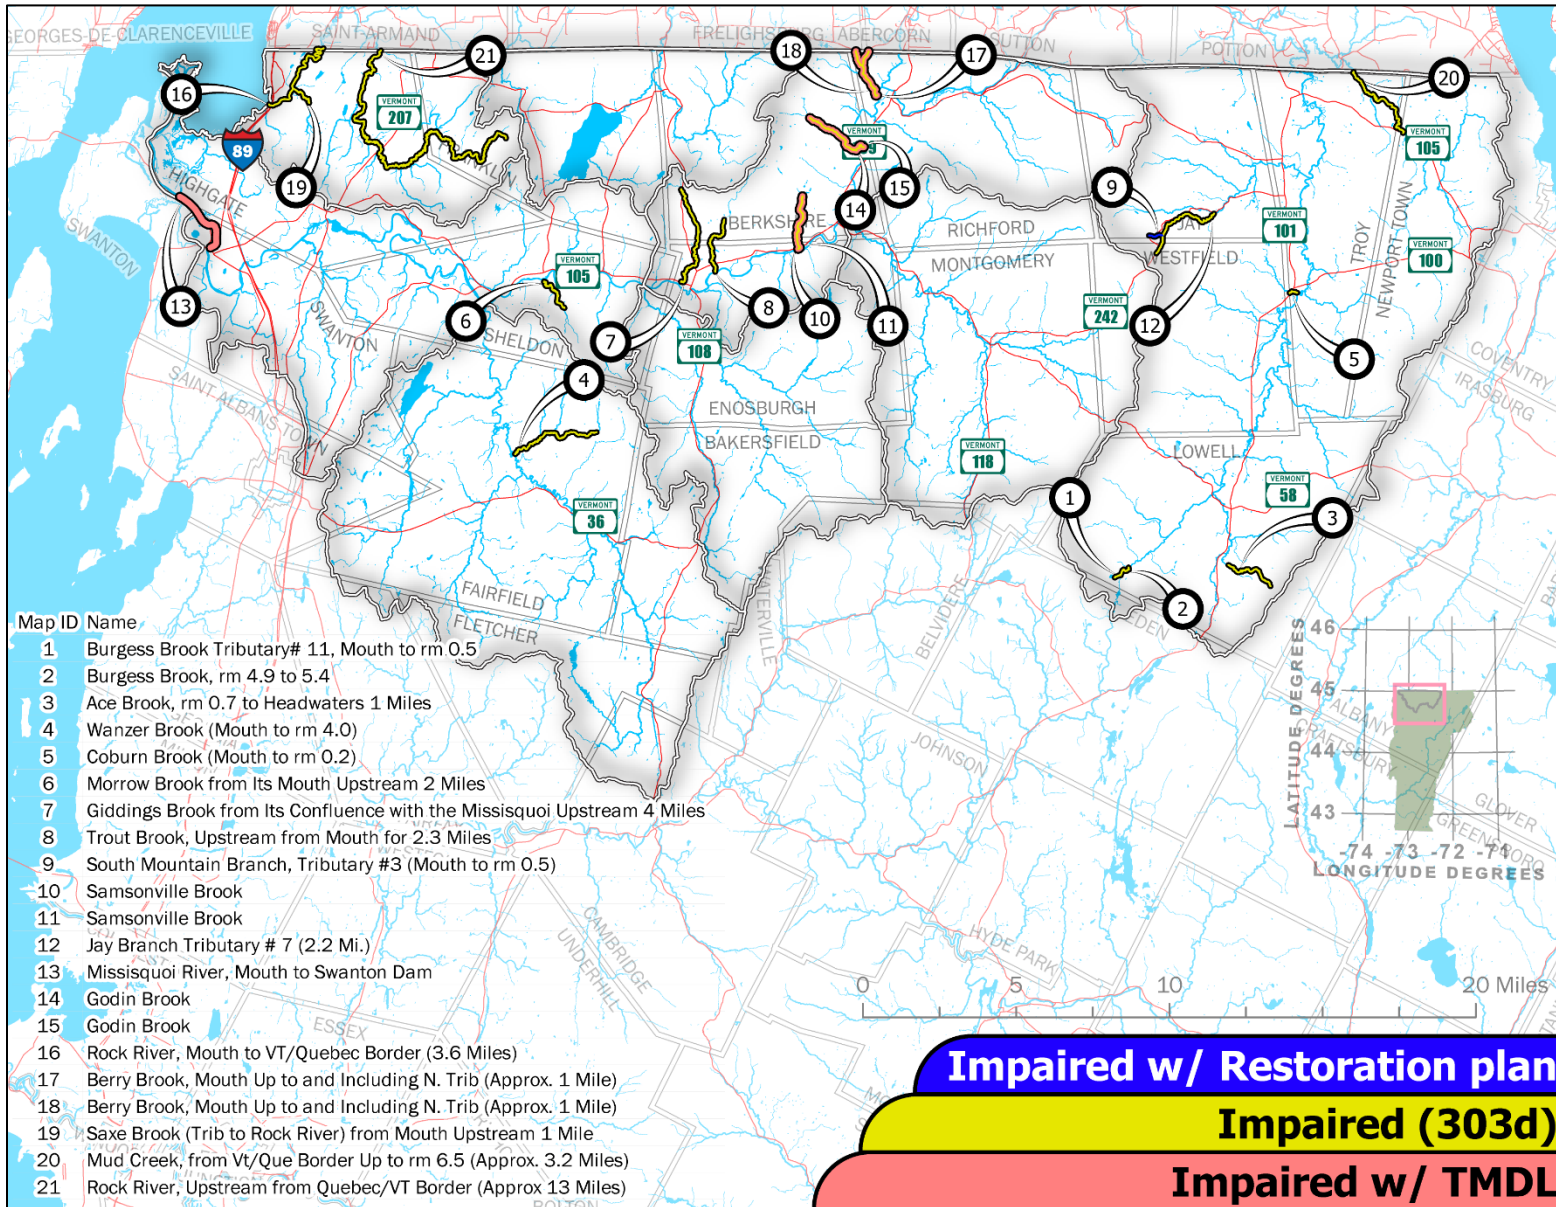 GEORGES-DE-CLARENCEVILLE
SAINT-ARMAND
FRELIGHSBURG
ABERCORN
SUTTON
POTTON
21
18
17
20
16
VERMONT
207
89
VERMONT
105
19
HIGHGATE
FRANKLIN
15
14
9
BERKSHIRE
RICHFORD
JAY
VERMONT
101
TROY
NEWPORT TOWN
SWANTON
MONTGOMERY
WESTFIELD
VERMONT
100
VERMONT
105
13
6
8
10
11
VERMONT
242
12
SWANTON
SHELDON
7
VERMONT
108
5
COVENTRY
IRASBURG
SAINT ALBANS TOWN
4
ENOSBURGH
BAKERSFIELD
LOWELL
VERMONT
118
VERMONT
58
1
3
VERMONT
36
FAIRFIELD
FLETCHER
WATERVILLE
BELVIDERE
EDEN
2
ALBANY
CRAFTSBURY
JOHNSON
GLOVER
GREENSBORO
HYDE PARK
CAMBRIDGE
UNDERHILL
ESSEX
BOLTON
LATITUDE DEGREES
46
45
44
43
-74 -73 -72 -71
LONGITUDE DEGREES
Map ID Name
1 Burgess Brook Tributary# 11, Mouth to rm 0.5
2 Burgess Brook, rm 4.9 to 5.4
3 Ace Brook, rm 0.7 to Headwaters 1 Miles
4 Wanzer Brook (Mouth to rm 4.0)
5 Coburn Brook (Mouth to rm 0.2)
6 Morrow Brook from Its Mouth Upstream 2 Miles
7 Giddings Brook from Its Confluence with the Missisquoi Upstream 4 Miles
8 Trout Brook, Upstream from Mouth for 2.3 Miles
9 South Mountain Branch, Tributary #3 (Mouth to rm 0.5)
10 Samsonville Brook
11 Samsonville Brook
12 Jay Branch Tributary # 7 (2.2 Mi.)
13 Missisquoi River, Mouth to Swanton Dam
14 Godin Brook
15 Godin Brook
16 Rock River, Mouth to VT/Quebec Border (3.6 Miles)
17 Berry Brook, Mouth Up to and Including N. Trib (Approx. 1 Mile)
18 Berry Brook, Mouth Up to and Including N. Trib (Approx. 1 Mile)
19 Saxe Brook (Trib to Rock River) from Mouth Upstream 1 Mile
20 Mud Creek, from Vt/Que Border Up to rm 6.5 (Approx. 3.2 Miles)
21 Rock River, Upstream from Quebec/VT Border (Approx 13 Miles)
0 5 10 20 Miles
Impaired w/ Restoration plan
Impaired (303d)
Impaired w/ TMDL